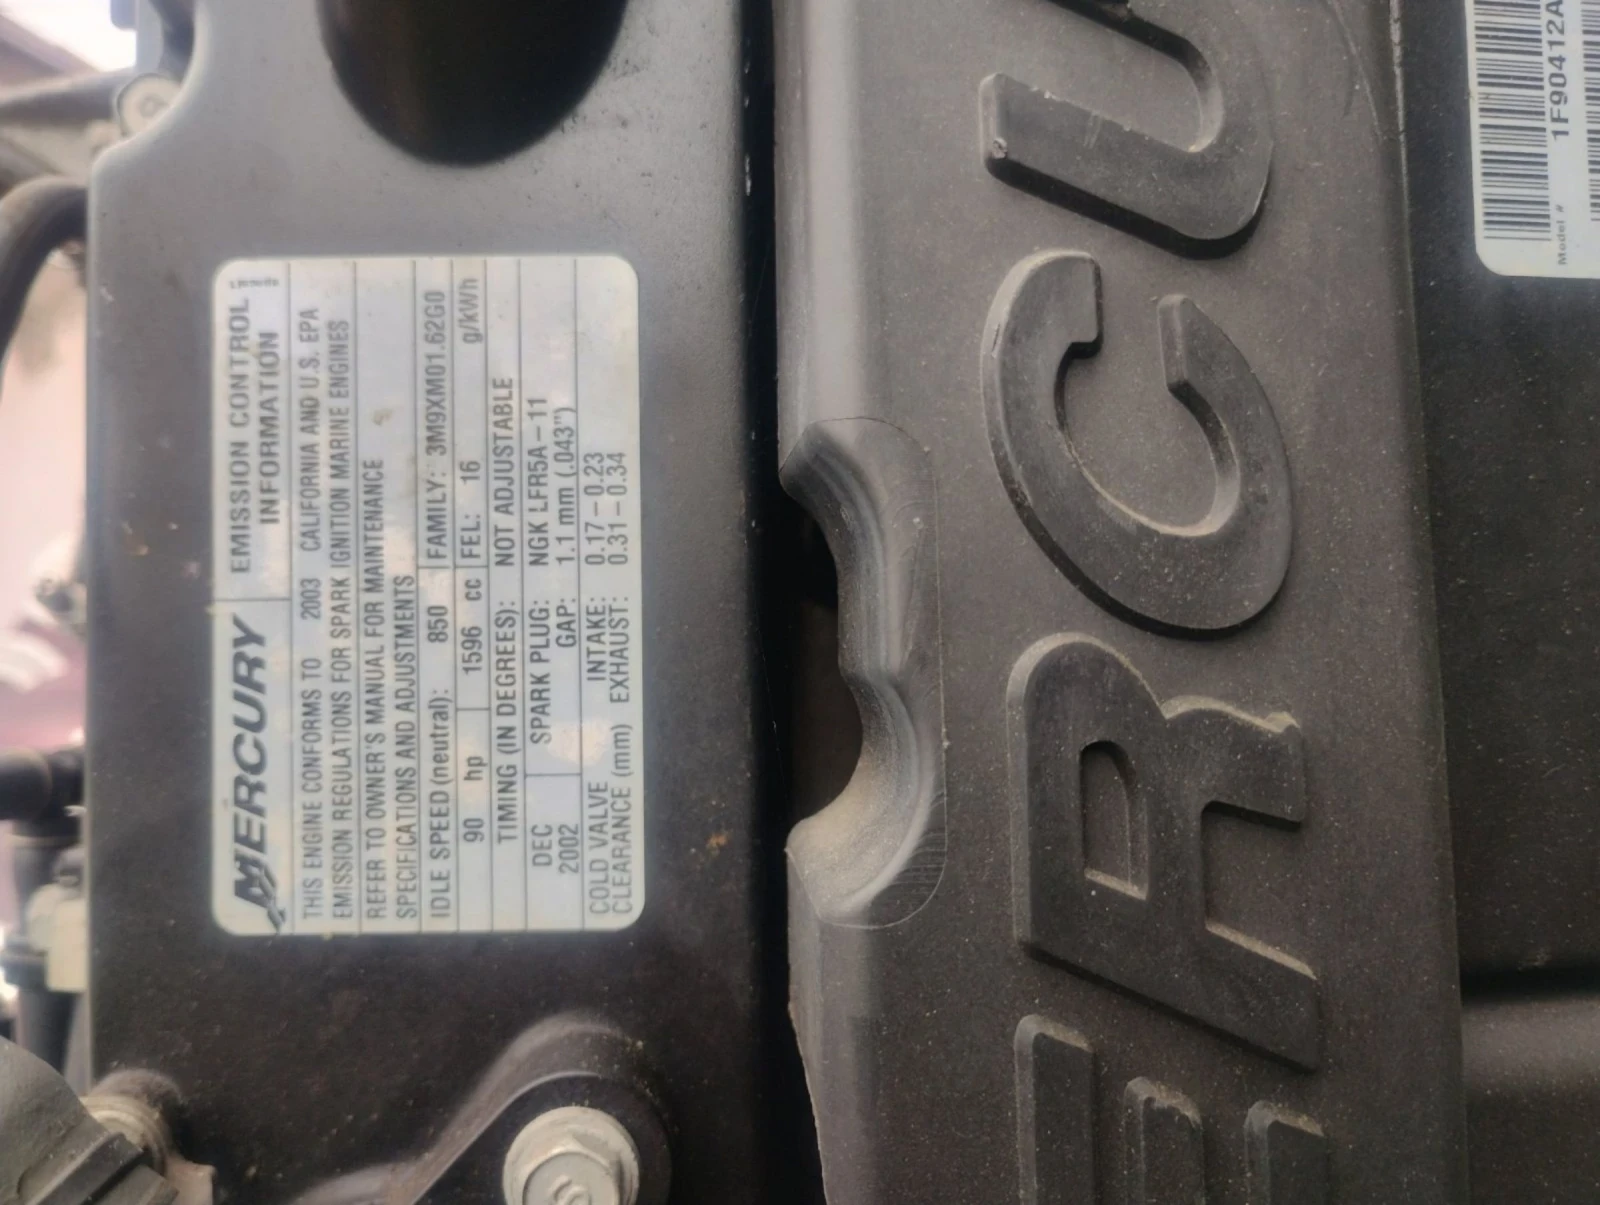 MERCURY
EMISSION CONTROL
INFORMATION
THIS ENGINE CONFORMS TO 2003 CALIFORNIA AND U.S. EPA
EMISSION REGULATIONS FOR SPARK IGNITION MARINE ENGINES
REFER TO OWNER'S MANUAL FOR MAINTENANCE
SPECIFICATIONS AND ADJUSTMENTS
IDLE SPEED (neutral): 850 FAMILY: 3M9XM01.62G0
90 hp 1596 cc FEL: 16 g/kWh
TIMING (IN DEGREES): NOT ADJUSTABLE
DEC SPARK PLUG: NGK LFR5A-11
2002 GAP: 1.1 mm (.043")
COLD VALVE INTAKE: 0.17-0.23
CLEARANCE (mm) EXHAUST: 0.31-0.34
ERCU
1F90412A
Model #